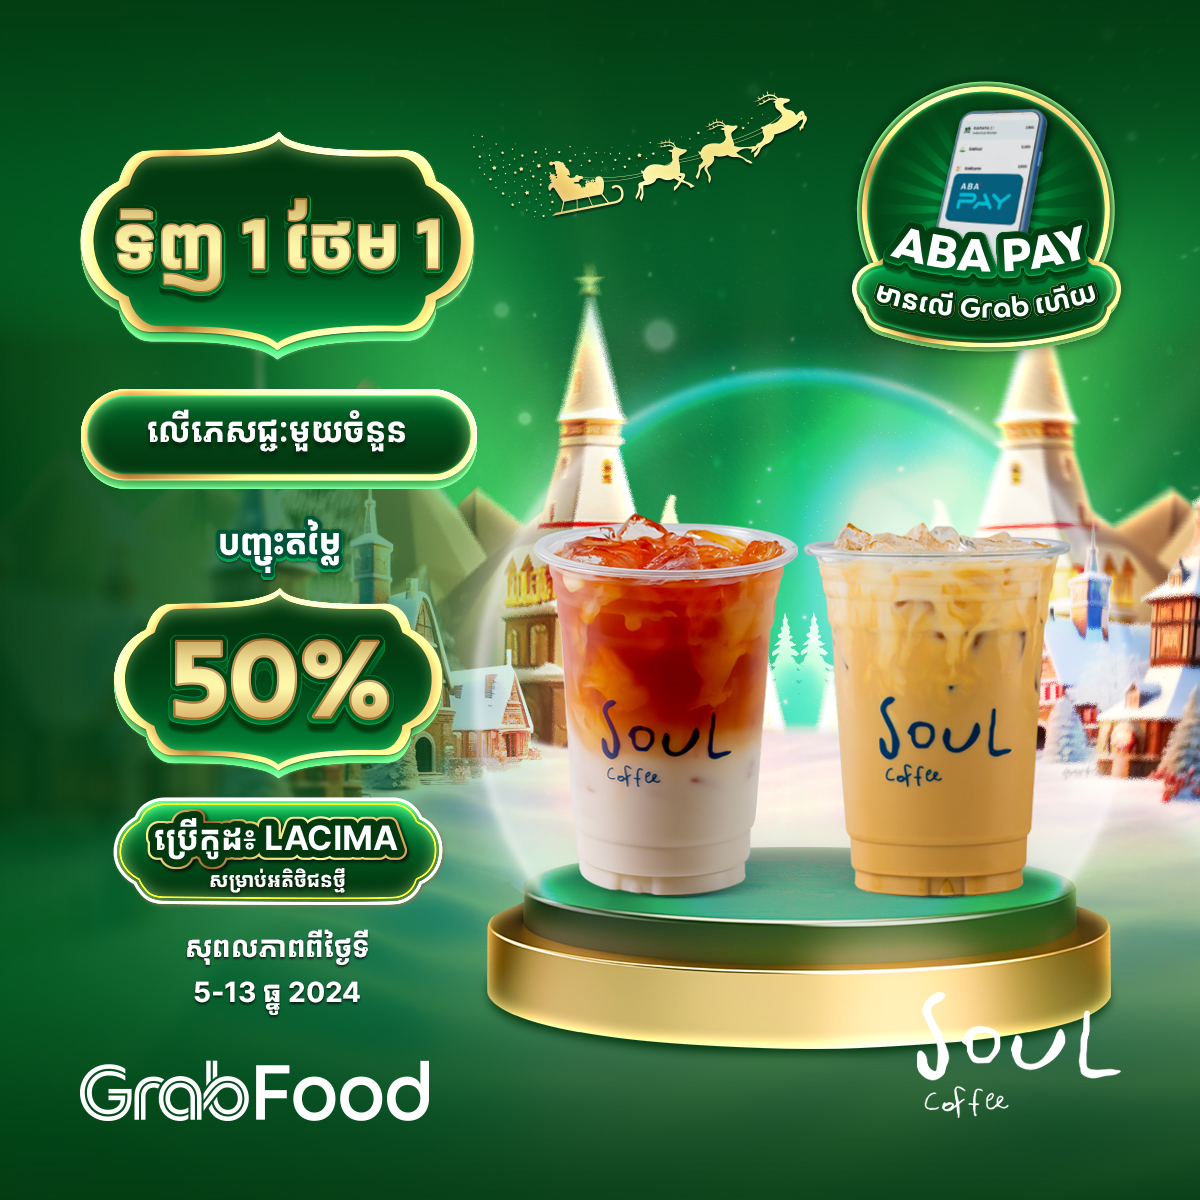 ទិញ 1 ថែម 1
លើភេសជ្ជៈមួយចំនួន
បញ្ចុះតម្លៃ
50%
ប្រើកូដ៖ LACIMA
សម្រាប់អតិថិជនថ្មី
សុពលភាពពីថ្ងៃទី
5-13 ធ្នូ 2024
GrabFood
ABA
PAY
ABA PAY
មានលើ Grab ហើយ
SOUL
coffee
SOUL
coffee
SOUL
coffee